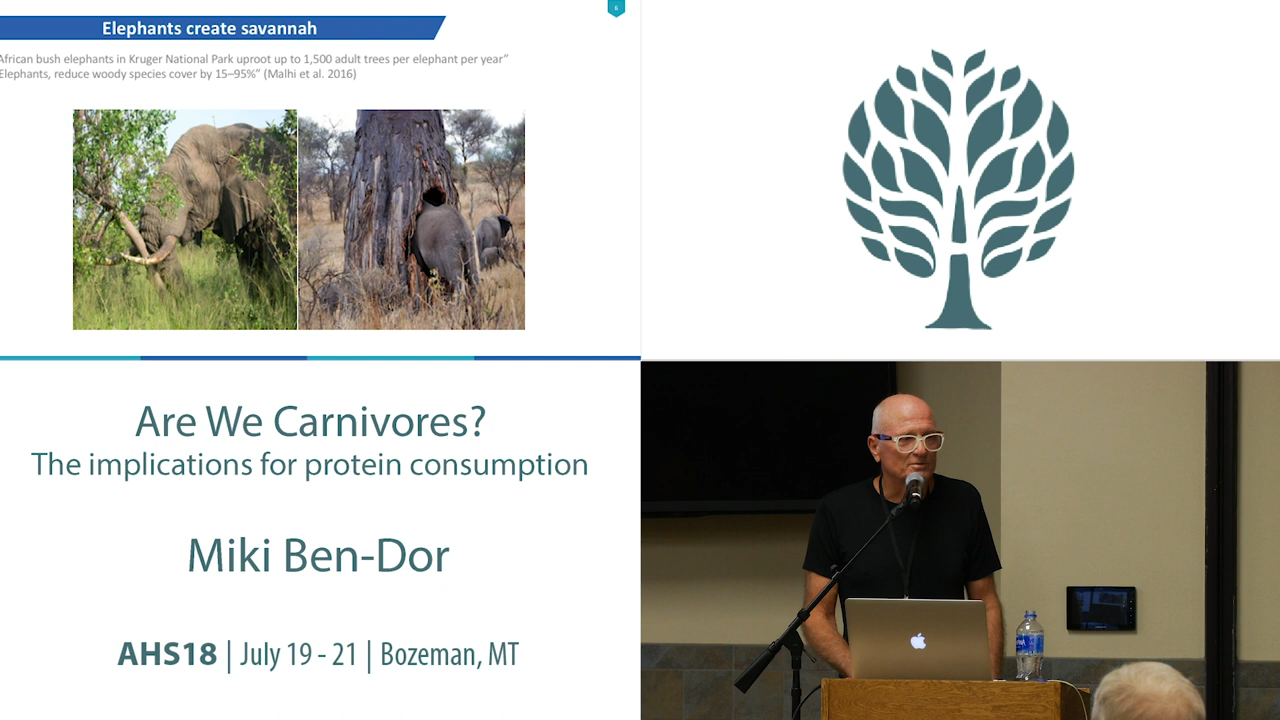 6
Elephants create savannah
African bush elephants in Kruger National Park uproot up to 1,500 adult trees per elephant per year”
Elephants, reduce woody species cover by 15–95%” (Malhi et al. 2016)
Are We Carnivores?
The implications for protein consumption
Miki Ben-Dor
AHS18 | July 19 - 21 | Bozeman, MT